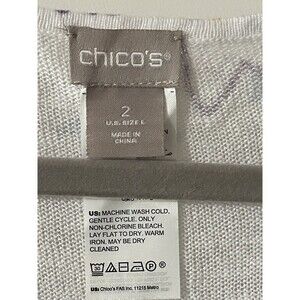 chico's®
2
U.S. SIZE L
MADE IN
CHINA
US: MACHINE WASH COLD,
GENTLE CYCLE. ONLY
NON-CHLORINE BLEACH.
LAY FLAT TO DRY. WARM
IRON, MAY BE DRY
CLEANED
US: Chico's FAS Inc. 11215 Metro